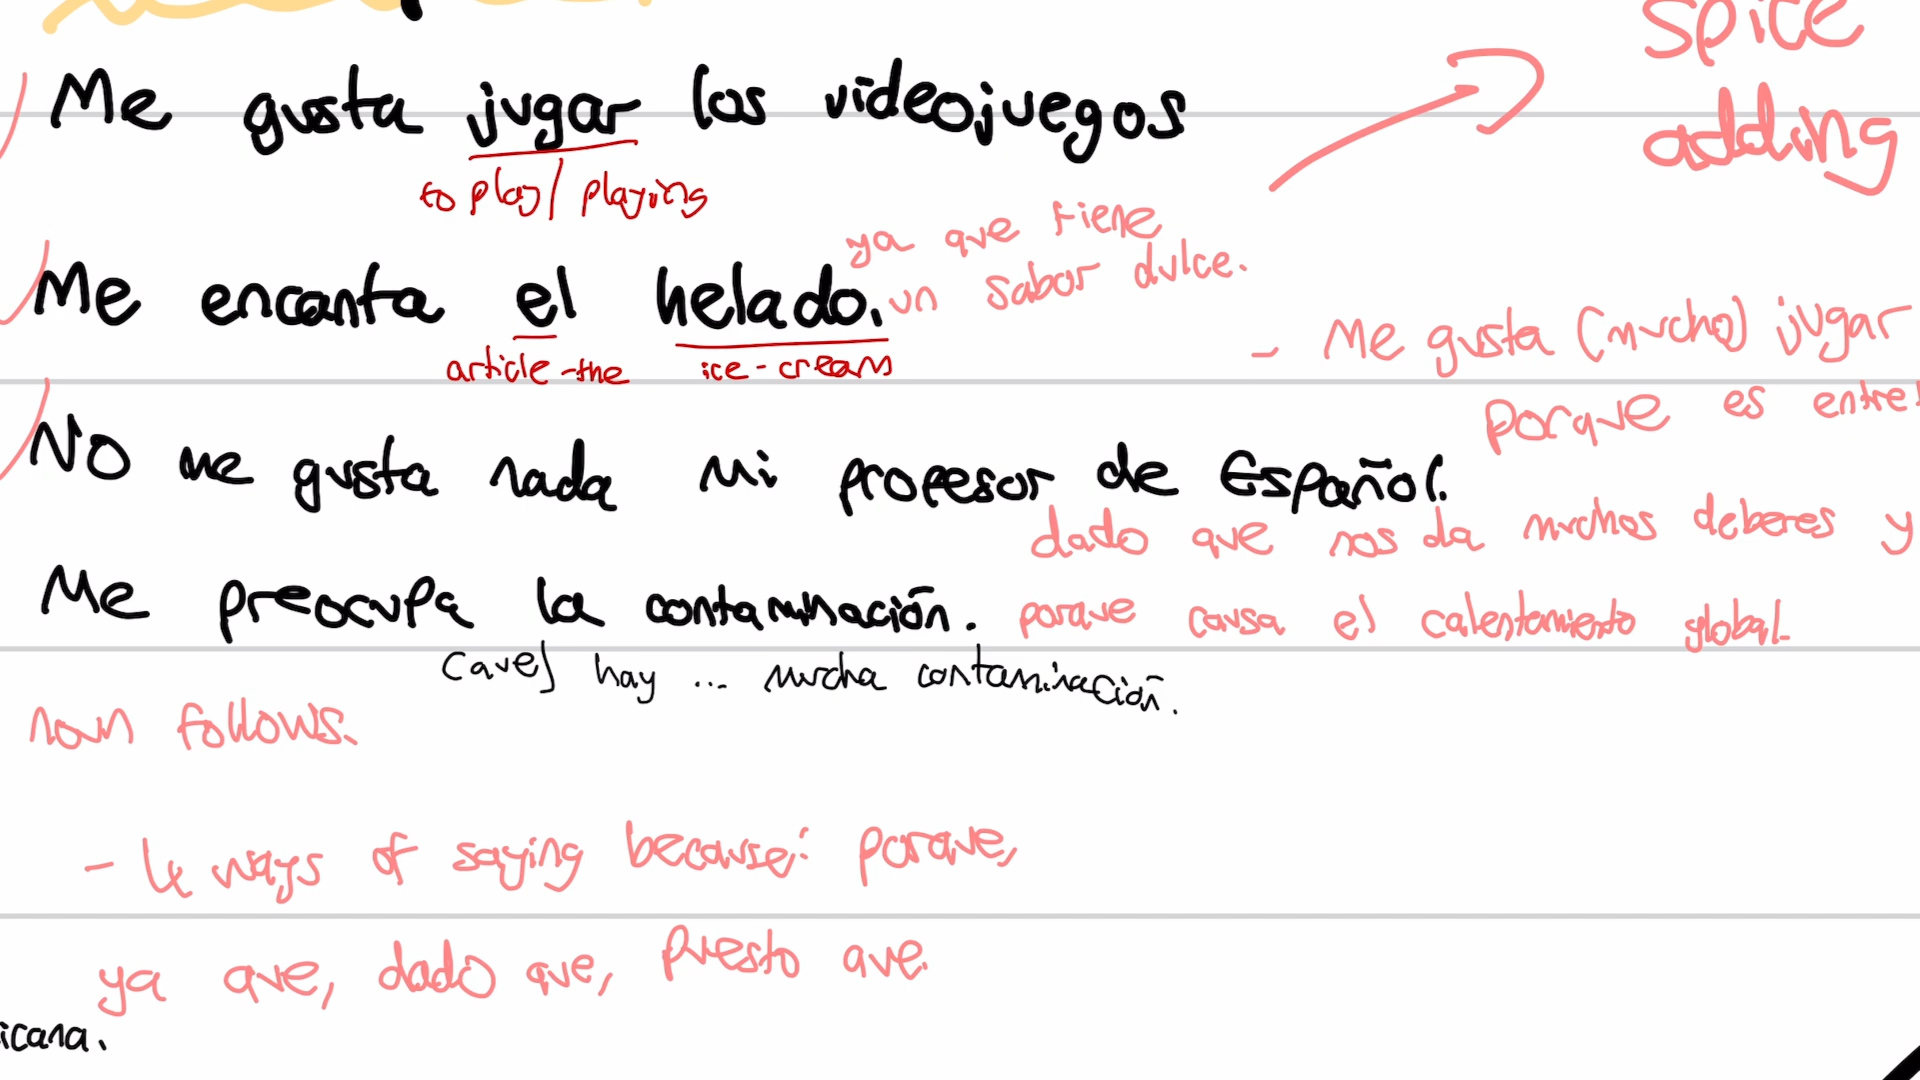 spice
adding
Me gusta jugar los videojuegos
to play/ playing
ya que tiene
un sabor dulce.
Me encanta el helado.
article-the ice-cream
- Me gusta (mucho) jugar
porque es entre
No me gusta nada mi profesor de Español.
dado que nos da muchos deberes y
Me preocupa la contaminación. porque causa el calentamiento global.
hay ... mucha contaminación.
noun follows.
- 4 ways of saying because: porque,
ya que, dado que, puesto que.
icana.